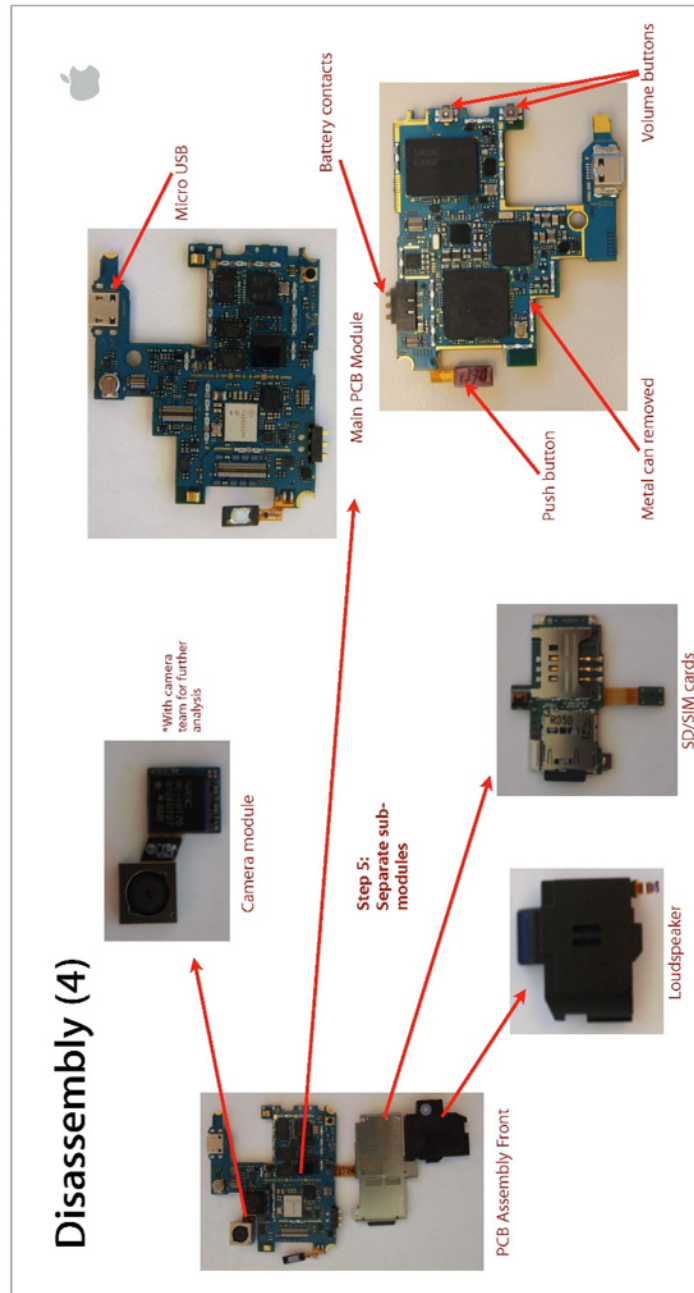 Disassembly (4)
Camera module
*With camera
team for further
analysis
Micro USB
Main PCB Module
Battery contacts
Step 5:
Separate sub-
modules
PCB Assembly Front
Loudspeaker
SD/SIM cards
Push button
Metal can removed
Volume buttons